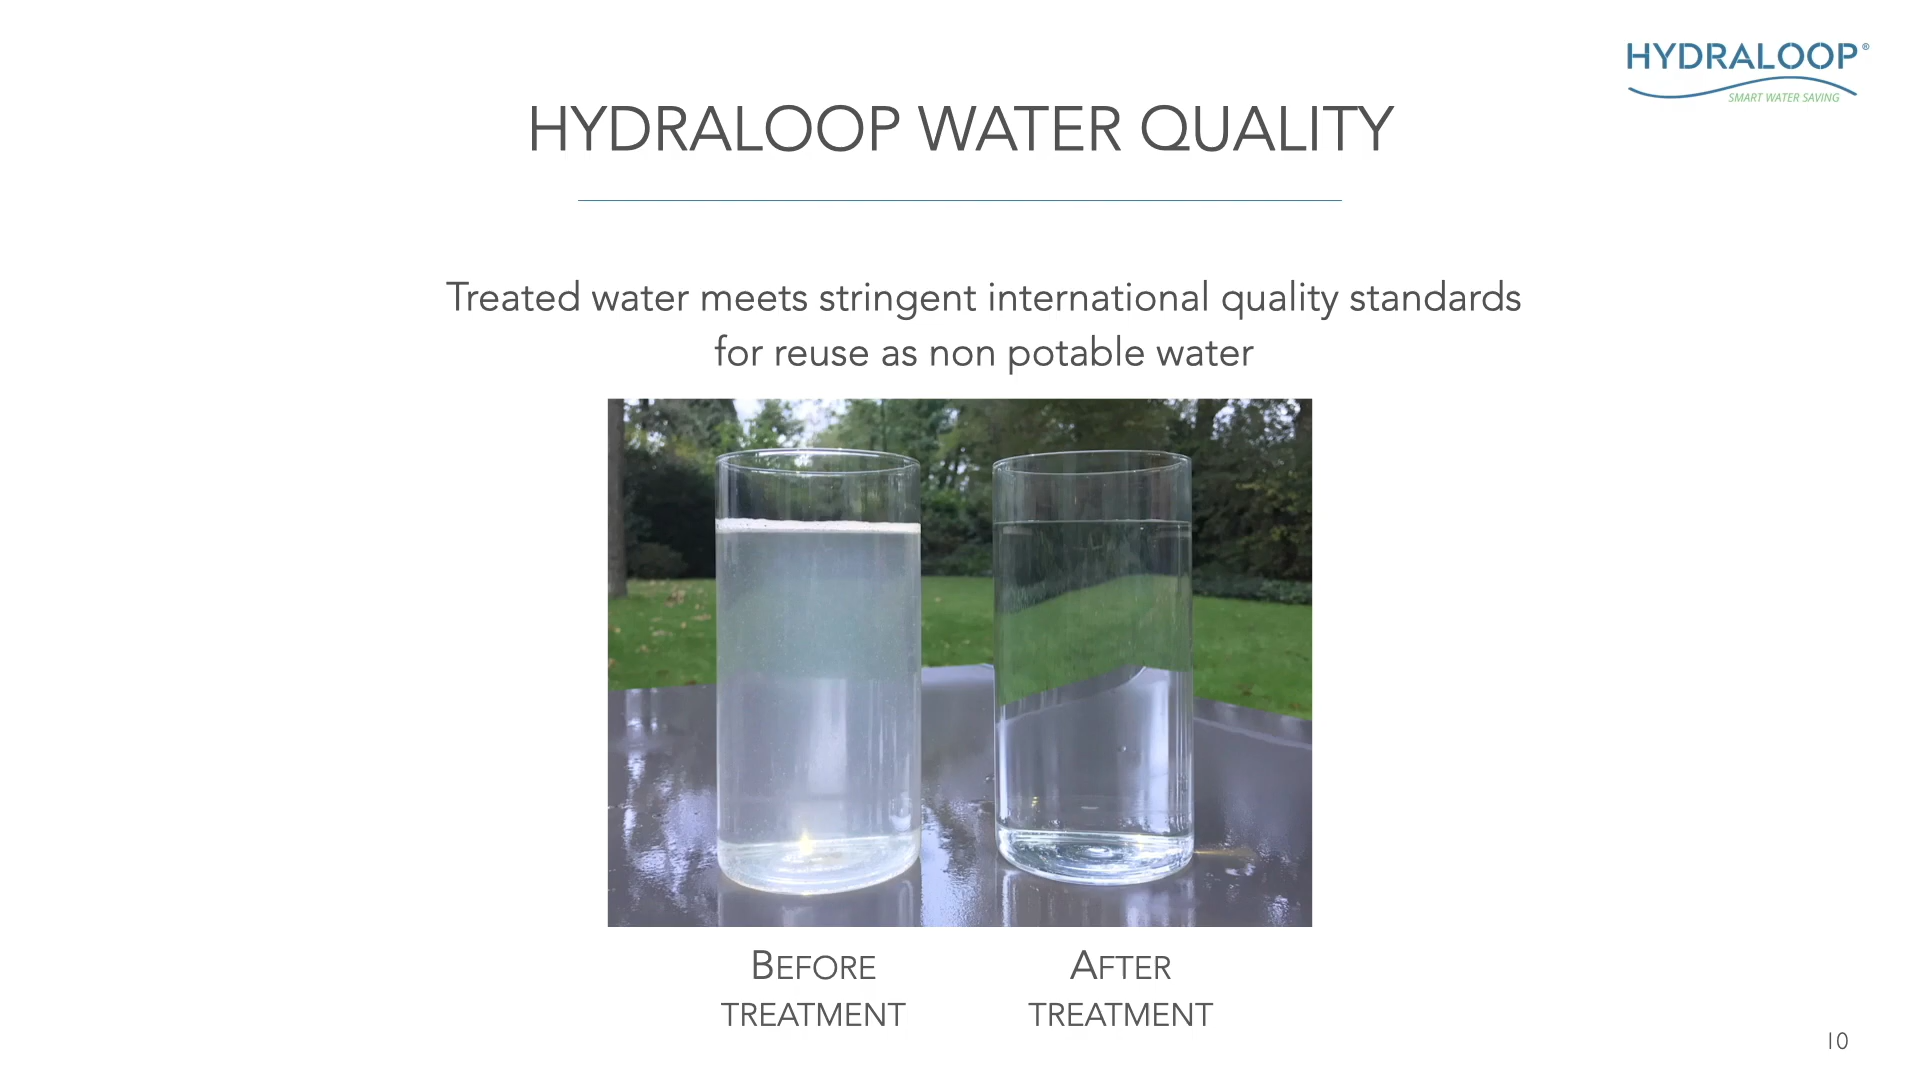 HYDRALOOP®
SMART WATER SAVING
HYDRALOOP WATER QUALITY
Treated water meets stringent international quality standards
for reuse as non potable water
BEFORE
TREATMENT
AFTER
TREATMENT
10